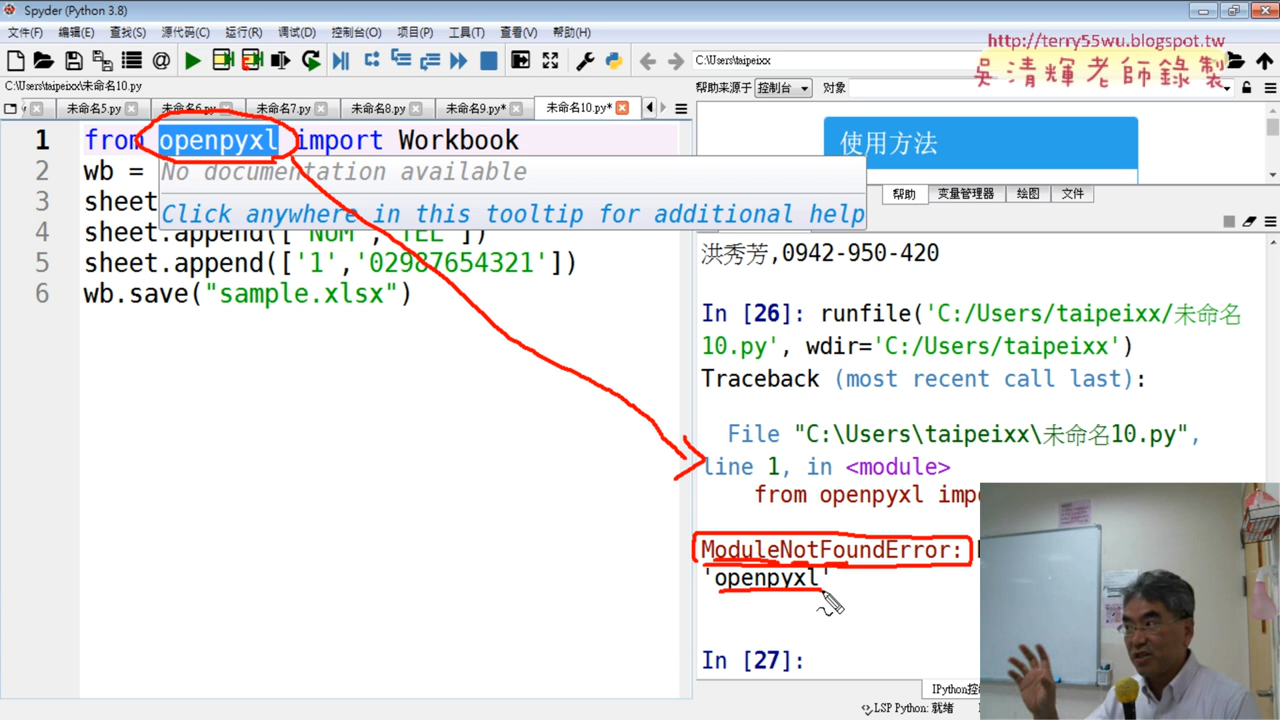 Spyder (Python 3.8)
文件(F) 编辑(E) 查找(S) 源代码(C) 运行(R) 调试(D) 控制台(O) 项目(P) 工具(T) 查看(V) 帮助(H)
http://terry55wu.blogspot.tw
吳清輝老師錄製
C:\Users\taipeixx
C:\Users\taipeixx\未命名10.py
帮助来源于 控制台 对象
未命名5.py 未命名6.py 未命名7.py 未命名8.py 未命名9.py* 未命名10.py*
1 from openpyxl import Workbook
2 wb =
No documentation available
3 sheet
Click anywhere in this tooltip for additional help
4 sheet.append(['NUM','TEL'])
5 sheet.append(['1','02987654321'])
6 wb.save("sample.xlsx")
使用方法
帮助 变量管理器 绘图 文件
洪秀芳,0942-950-420
In [26]: runfile('C:/Users/taipeixx/未命名
10.py', wdir='C:/Users/taipeixx')
Traceback (most recent call last):
File "C:\Users\taipeixx\未命名10.py",
line 1, in <module>
from openpyxl imp
ModuleNotFoundError:
'openpyxl'
In [27]:
LSP Python: 就绪